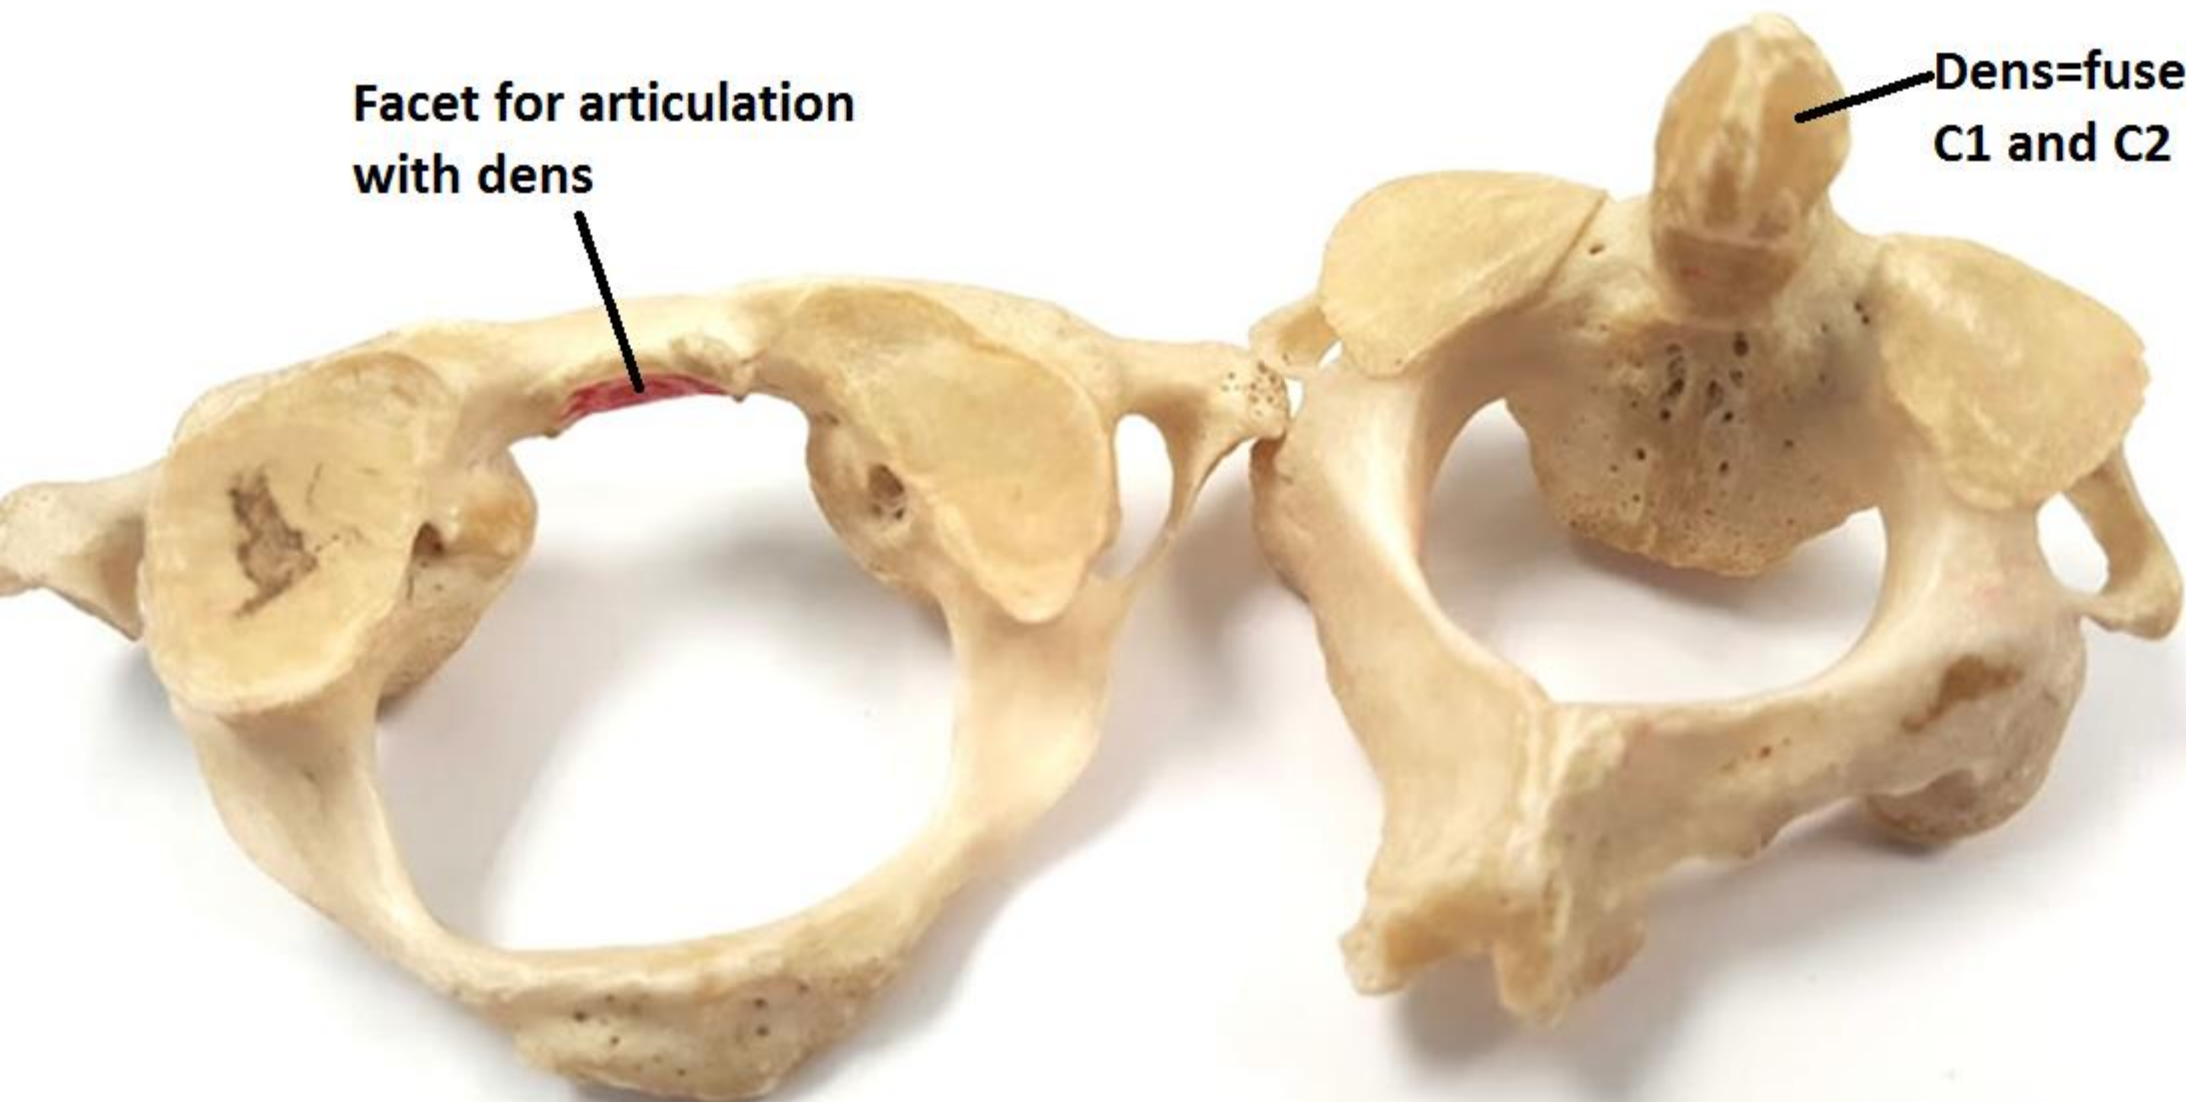 Facet for articulation
with dens
Dens=fuse
C1 and C2